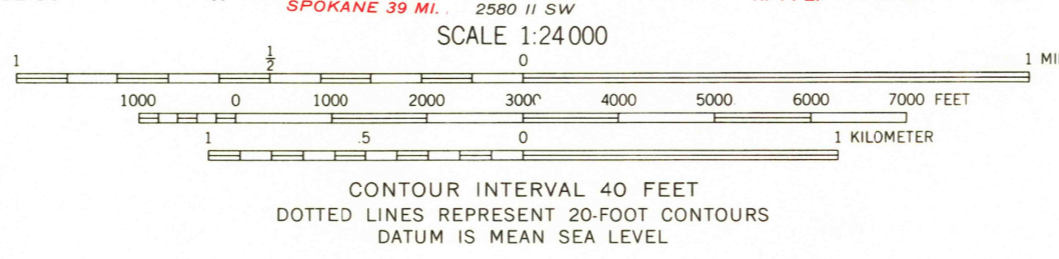 SPOKANE 39 MI. 2580 II SW
SCALE 1:24 000
1 1/2 0 1
1000 0 1000 2000 3000 4000 5000 6000 7000 FEET
1 .5 0 1 KILOMETER
CONTOUR INTERVAL 40 FEET
DOTTED LINES REPRESENT 20-FOOT CONTOURS
DATUM IS MEAN SEA LEVEL